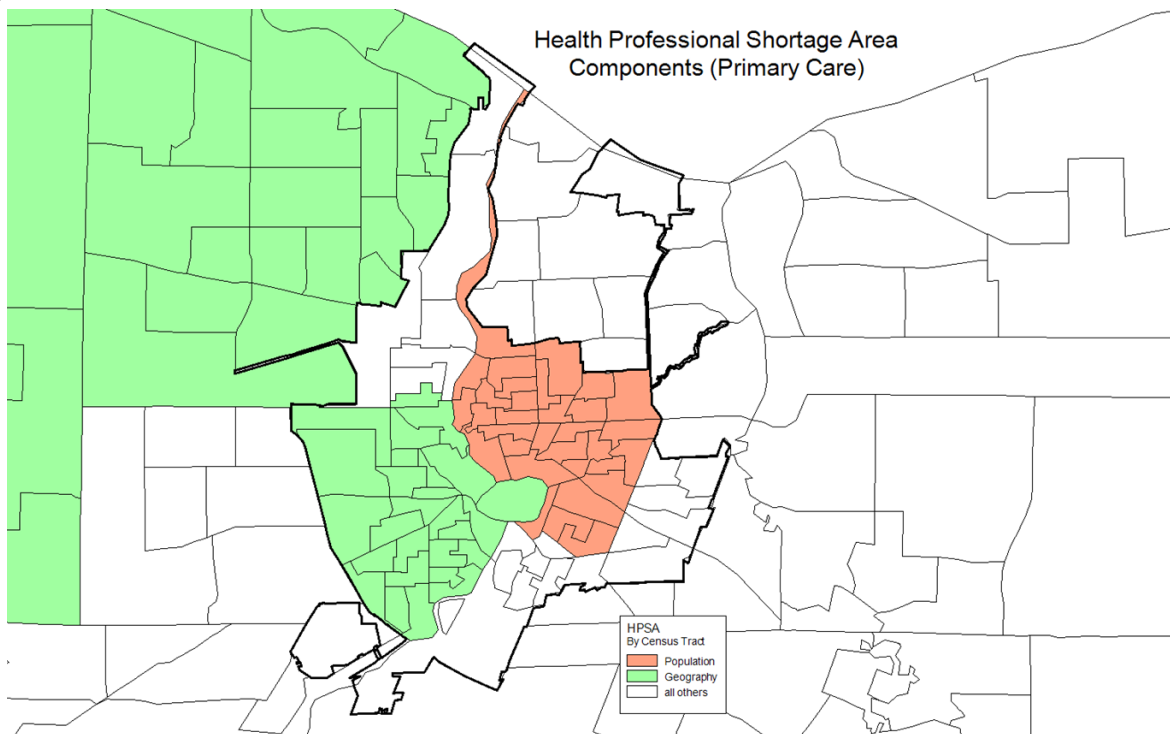 Health Professional Shortage Area
Components (Primary Care)
HPSA
By Census Tract
Population
Geography
all others